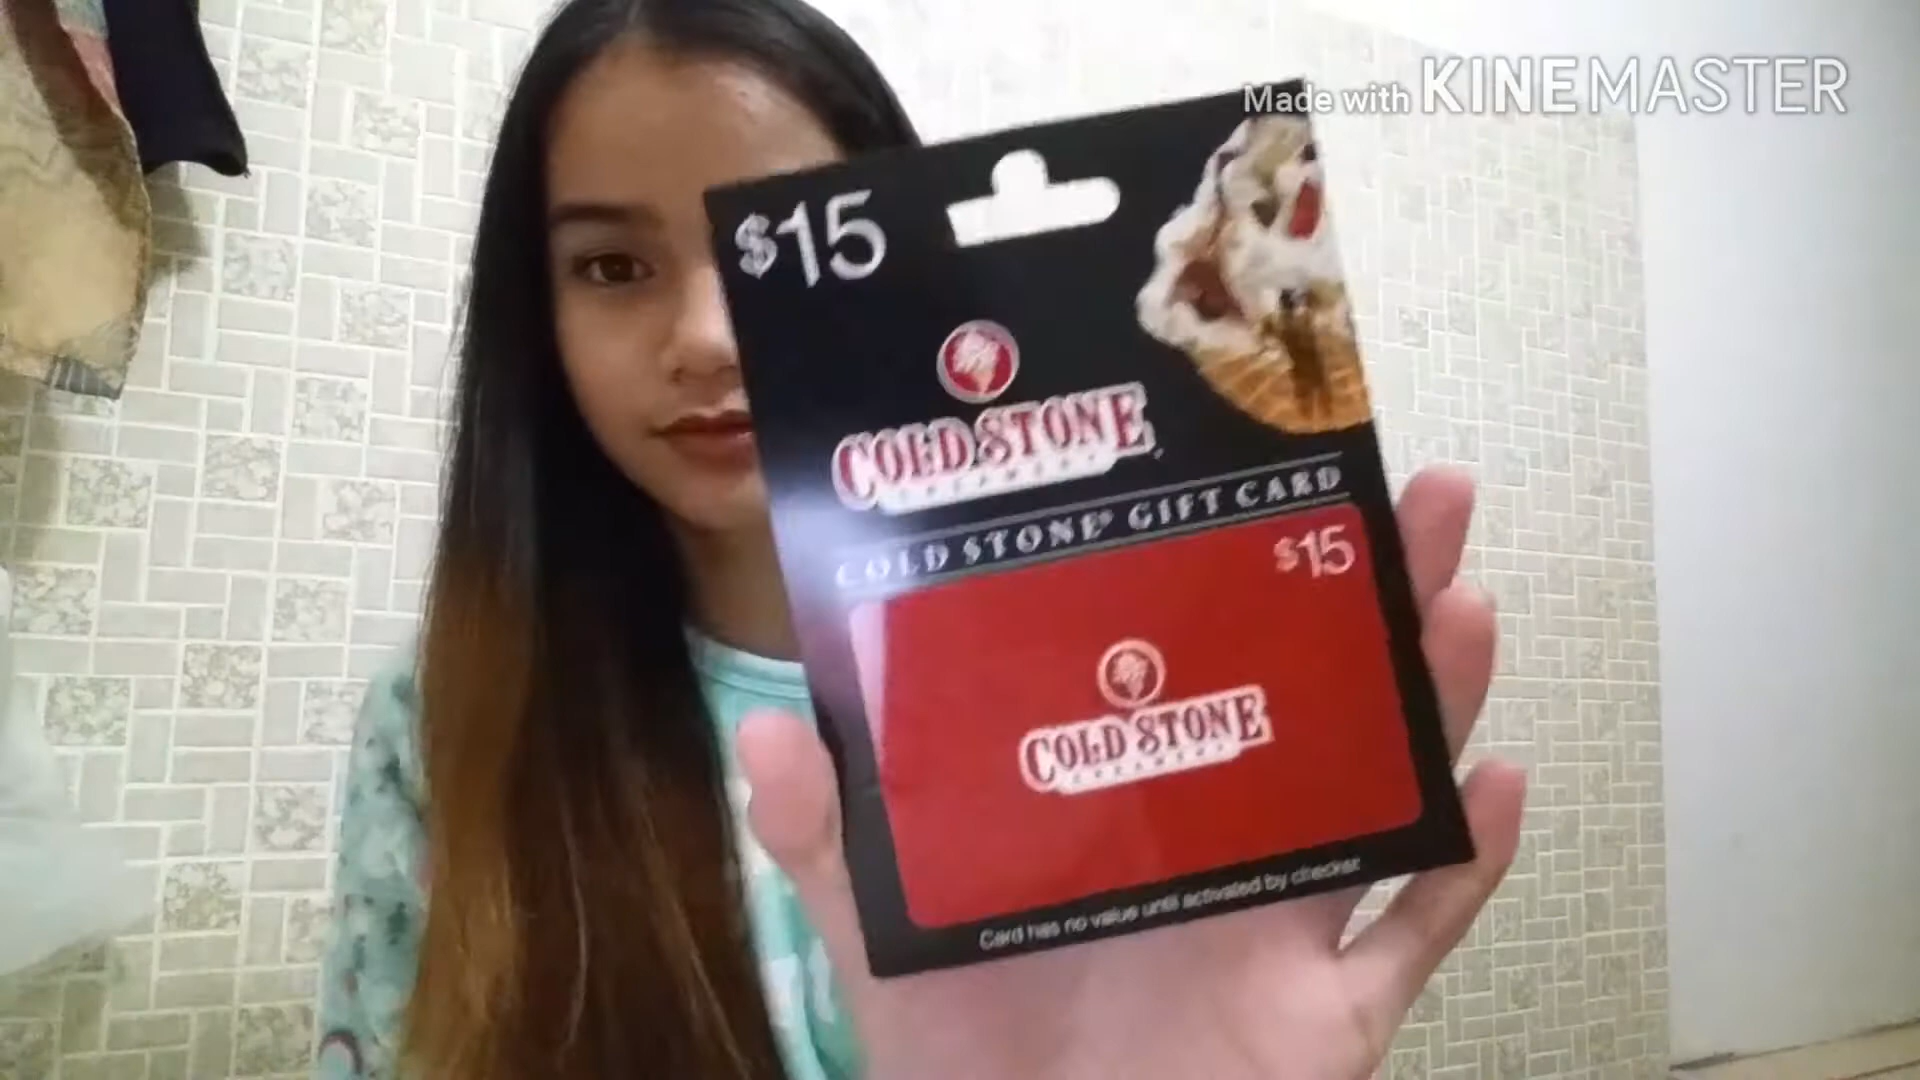 Made with KINEMASTER
$15
COLD STONE
CREAMERY
COLD STONE® GIFT CARD
$15
COLD STONE
CREAMERY
Card has no value until activated by checker.